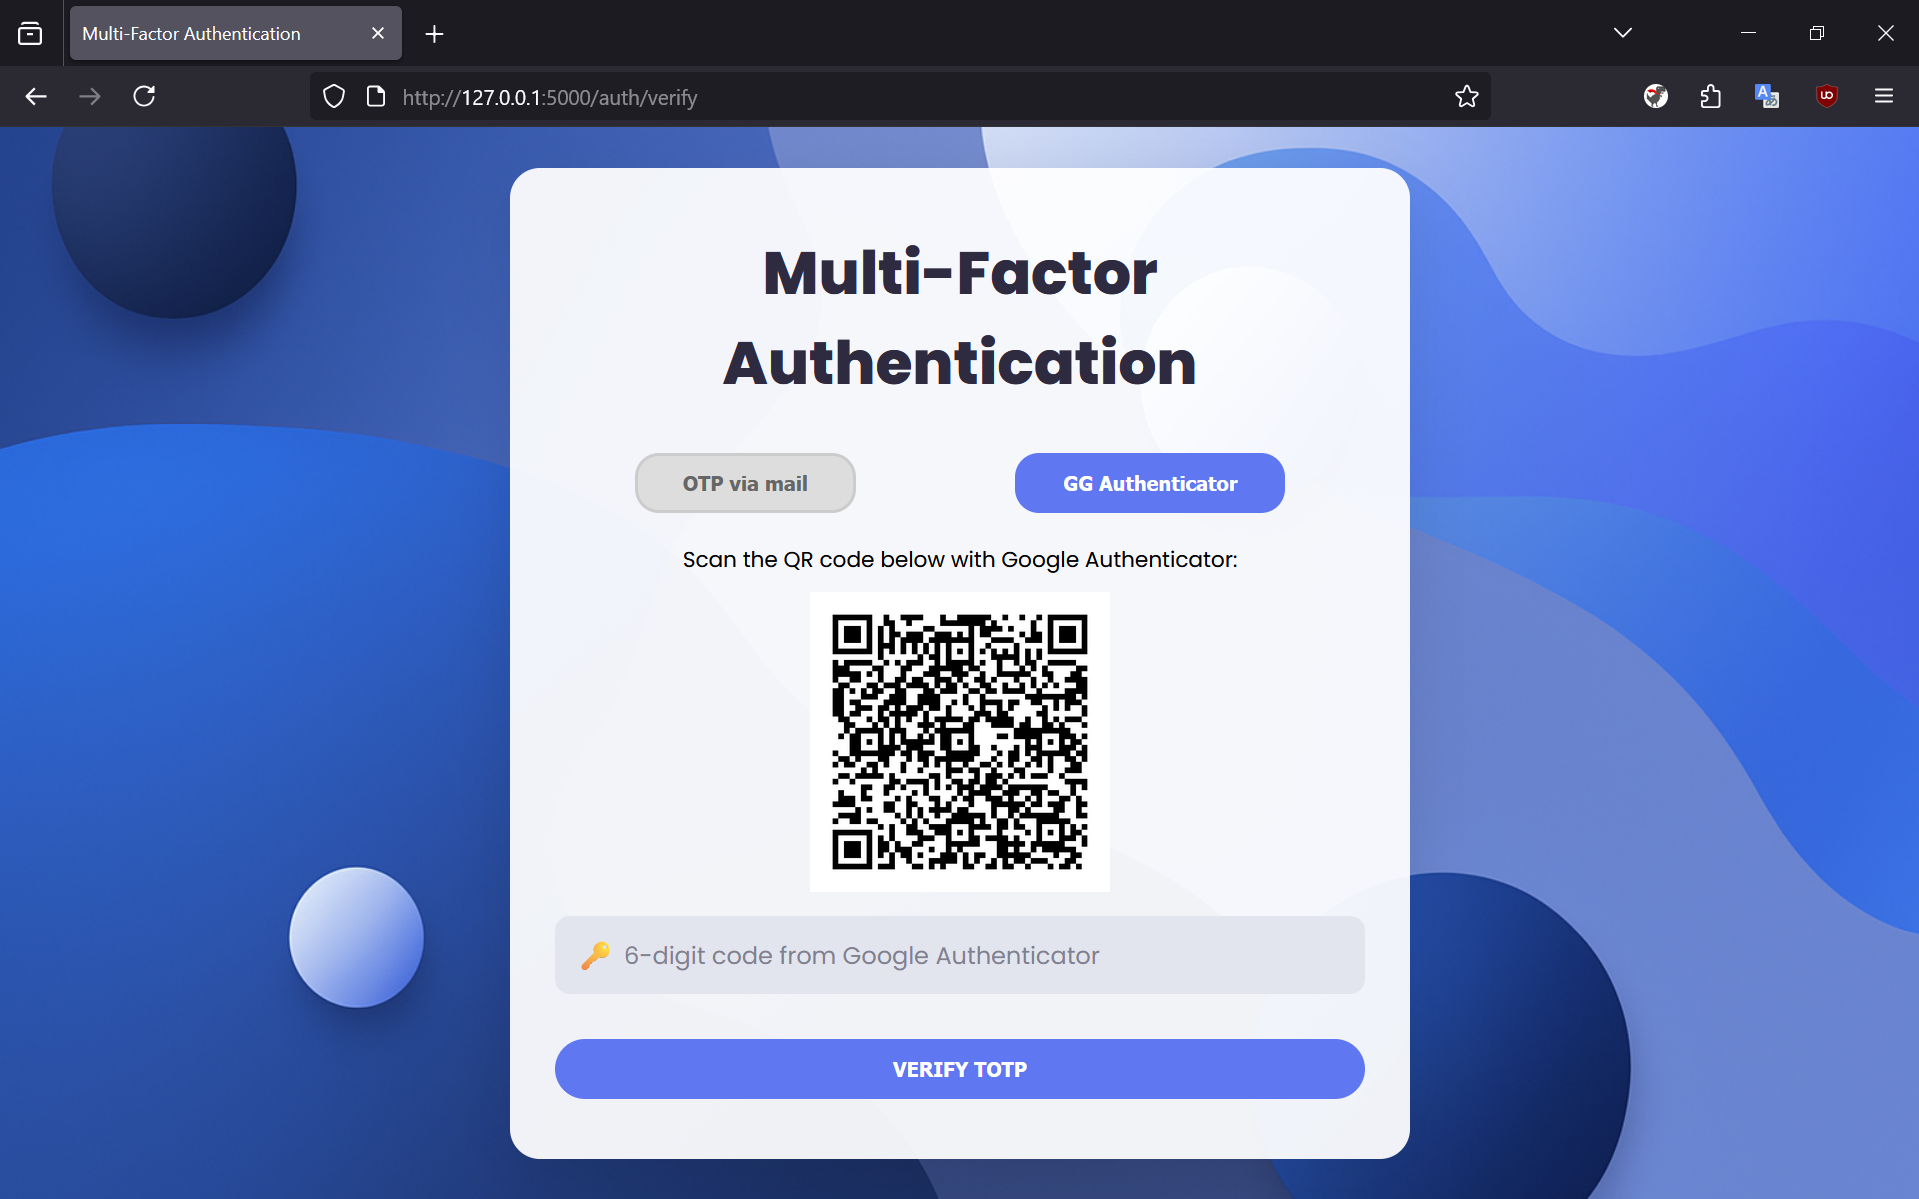 Multi-Factor Authentication
http://127.0.0.1:5000/auth/verify
Multi-Factor
Authentication
OTP via mail
GG Authenticator
Scan the QR code below with Google Authenticator:
6-digit code from Google Authenticator
VERIFY TOTP